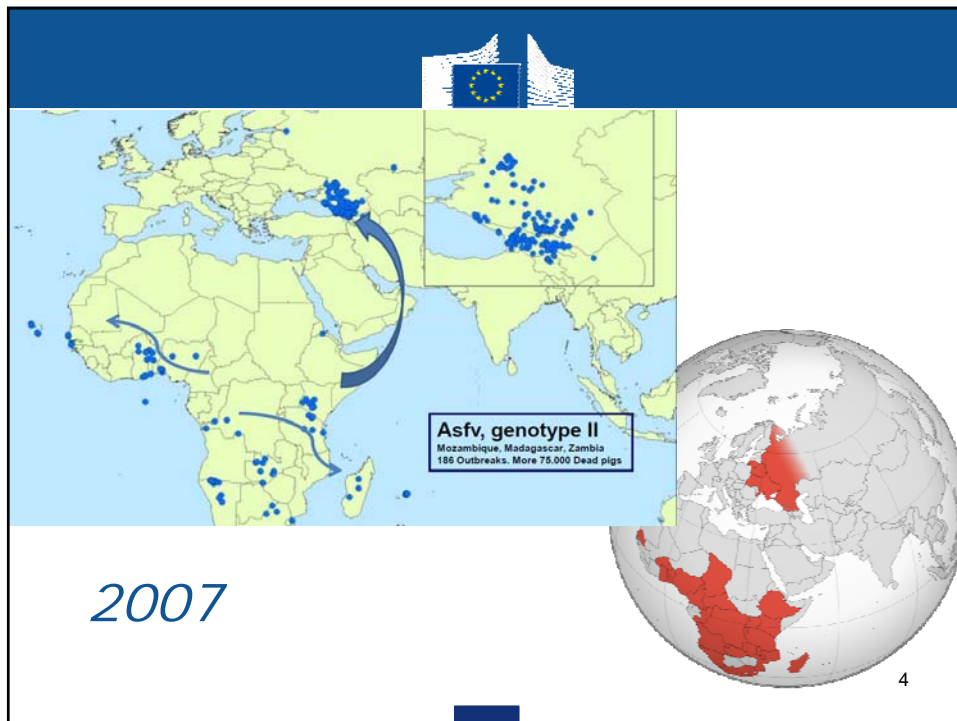 Asfv, genotype II
Mozambique, Madagascar, Zambia
186 Outbreaks. More 75.000 Dead pigs
2007
4